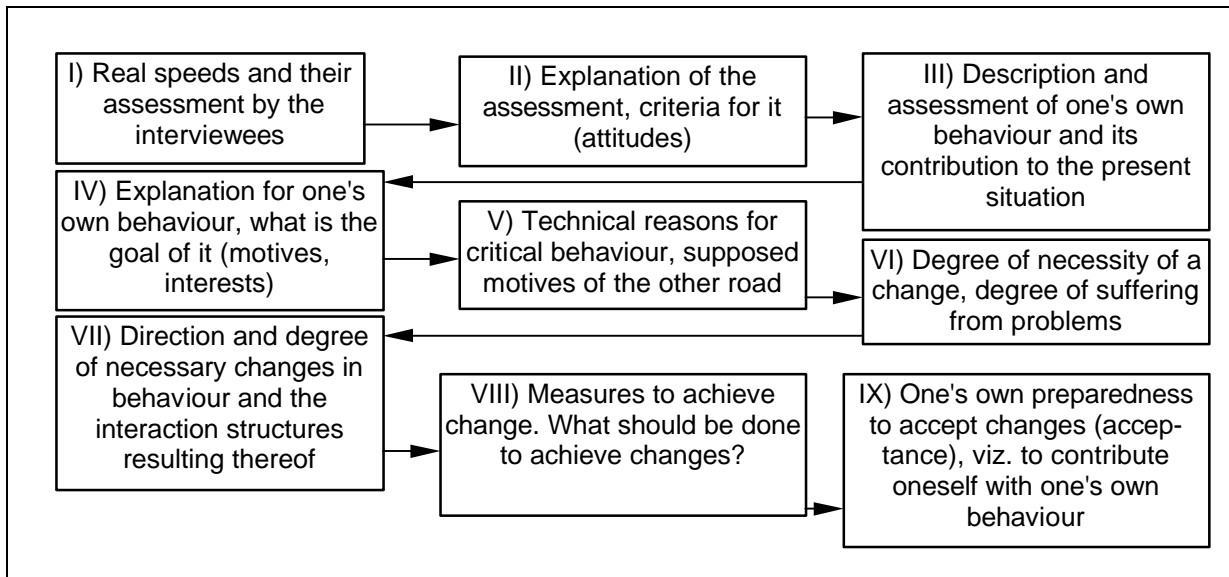 I) Real speeds and their
assessment by the
interviewees
II) Explanation of the
assessment, criteria for it
(attitudes)
III) Description and
assessment of one's own
behaviour and its
contribution to the present
situation
IV) Explanation for one's
own behaviour, what is the
goal of it (motives,
interests)
V) Technical reasons for
critical behaviour, supposed
motives of the other road
VI) Degree of necessity of a
change, degree of suffering
from problems
VII) Direction and degree
of necessary changes in
behaviour and the
interaction structures
resulting thereof
VIII) Measures to achieve
change. What should be done
to achieve changes?
IX) One's own preparedness
to accept changes (accep-
tance), viz. to contribute
oneself with one's own
behaviour